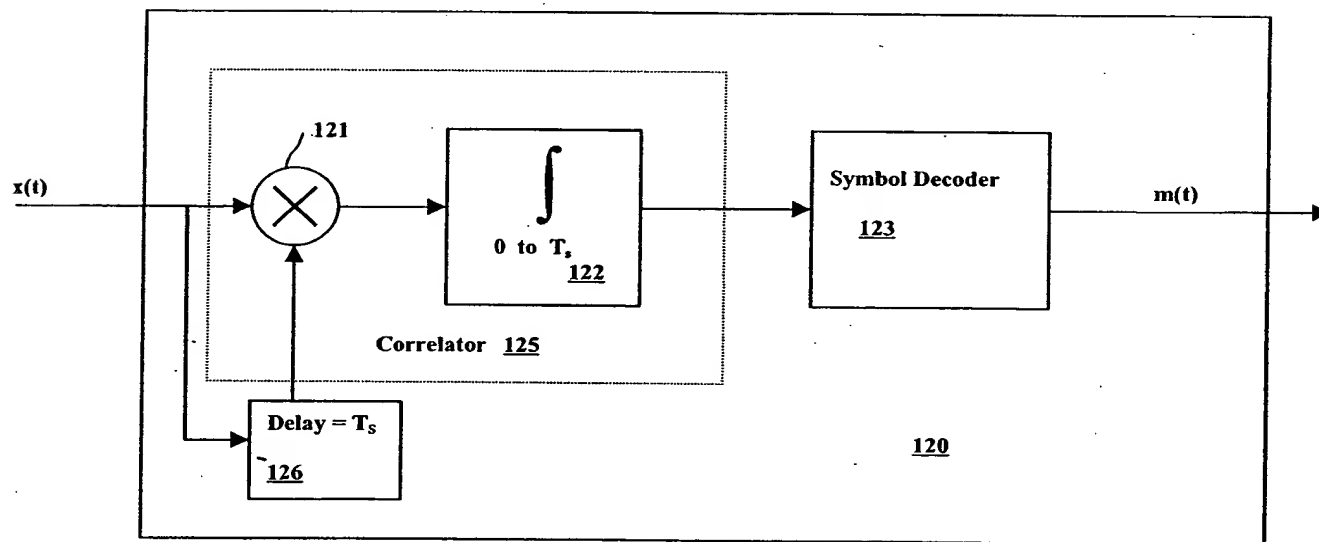 121
x(t)
∫
0 to Tₛ
122
Symbol Decoder
123
m(t)
Correlator 125
Delay = Tₛ
126
120